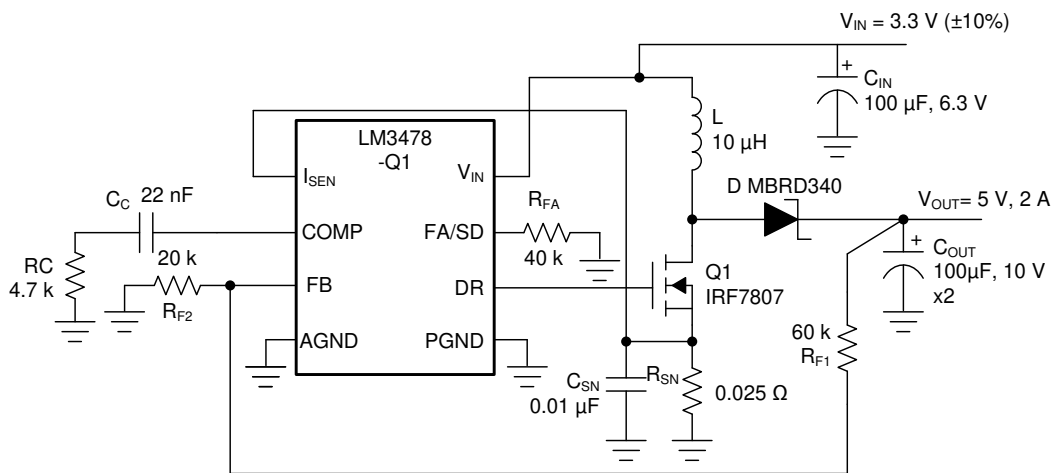 V_IN = 3.3 V (±10%)
C_IN
100 µF, 6.3 V
+
L
10 µH
LM3478
-Q1
I_SEN
V_IN
COMP
FA/SD
FB
DR
AGND
PGND
C_C 22 nF
RC
4.7 k
20 k
R_F2
R_FA
40 k
D MBRD340
V_OUT= 5 V, 2 A
+
C_OUT
100µF, 10 V
x2
Q1
IRF7807
60 k
R_F1
C_SN
0.01 µF
R_SN
0.025 Ω